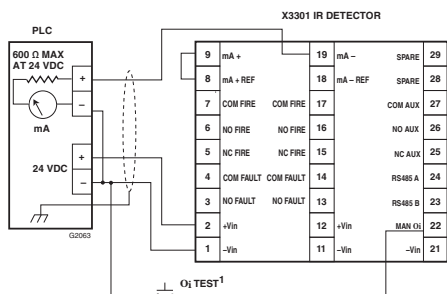 X3301 IR DETECTOR
PLC
600 Ω MAX
AT 24 VDC
+
–
mA
24 VDC
+
–
G2063
9 mA + 19 mA – SPARE 29
8 mA + REF 18 mA – REF SPARE 28
7 COM FIRE COM FIRE 17 COM AUX 27
6 NO FIRE NO FIRE 16 NO AUX 26
5 NC FIRE NC FIRE 15 NC AUX 25
4 COM FAULT COM FAULT 14 RS485 A 24
3 NO FAULT NO FAULT 13 RS485 B 23
2 +Vin 12 +Vin MAN Oi 22
1 –Vin 11 –Vin –Vin 21
Oi TEST1